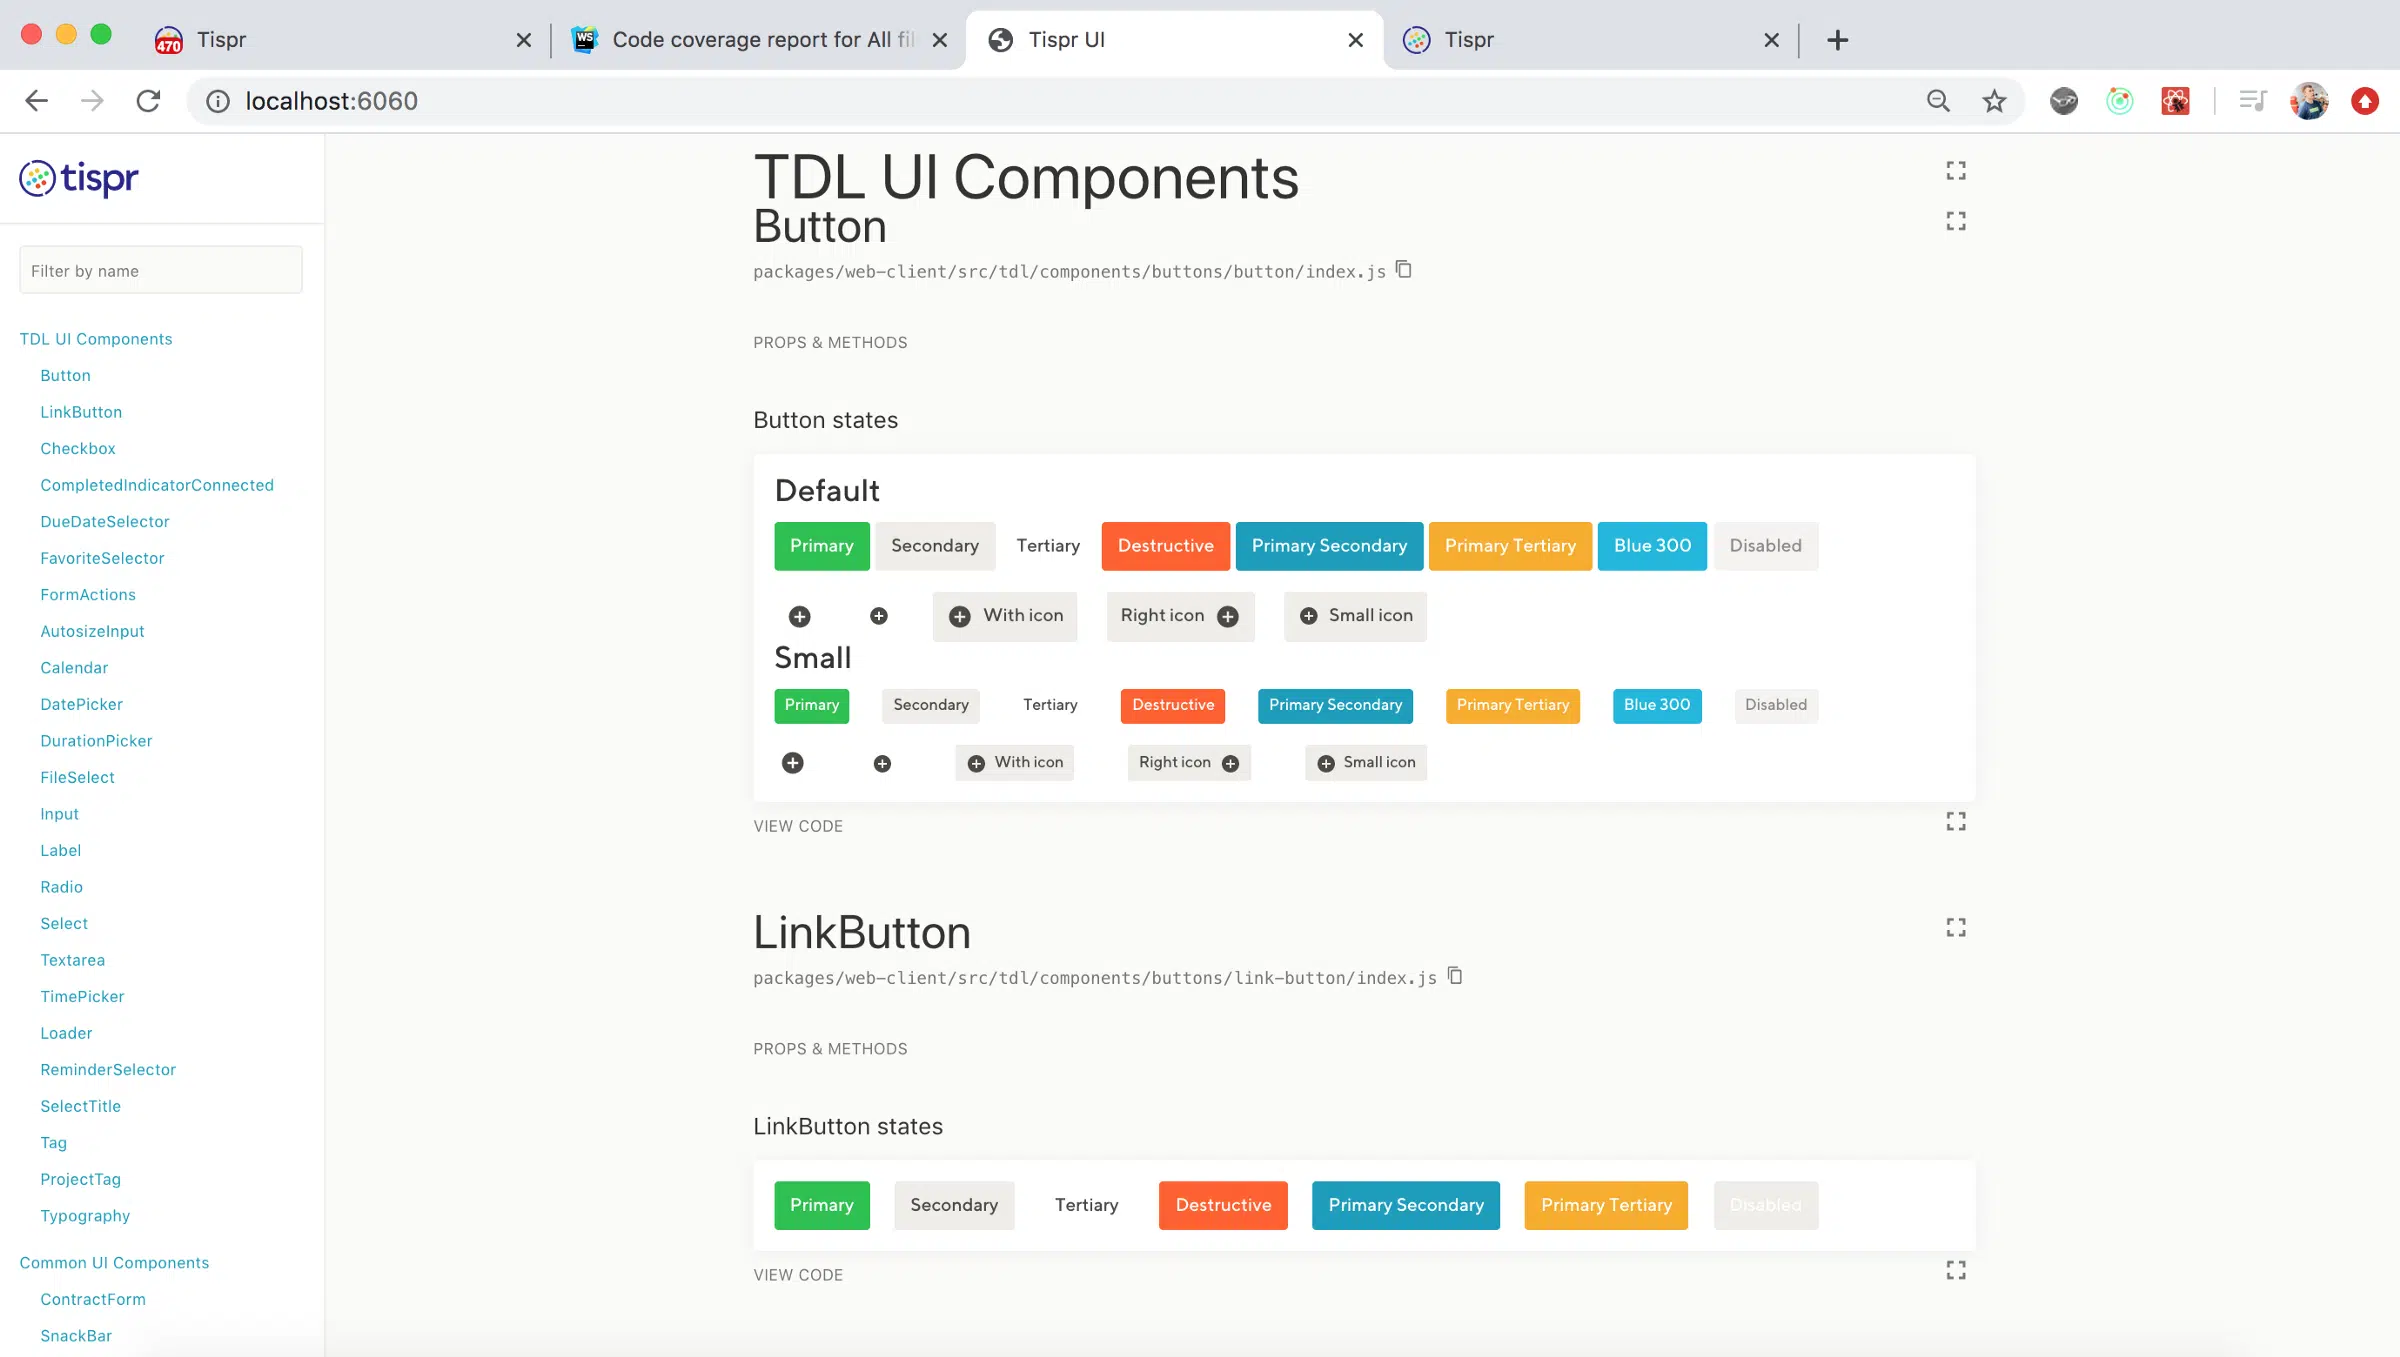 470 Tispr
WS Code coverage report for All fil
Tispr UI
Tispr
localhost:6060
tispr
Filter by name
TDL UI Components
Button
LinkButton
Checkbox
CompletedIndicatorConnected
DueDateSelector
FavoriteSelector
FormActions
AutosizeInput
Calendar
DatePicker
DurationPicker
FileSelect
Input
Label
Radio
Select
Textarea
TimePicker
Loader
ReminderSelector
SelectTitle
Tag
ProjectTag
Typography
Common UI Components
ContractForm
SnackBar
TDL UI Components
Button
packages/web-client/src/tdl/components/buttons/button/index.js
PROPS & METHODS
Button states
Default
Primary Secondary Tertiary Destructive Primary Secondary Primary Tertiary Blue 300 Disabled
With icon Right icon Small icon
Small
Primary Secondary Tertiary Destructive Primary Secondary Primary Tertiary Blue 300 Disabled
With icon Right icon Small icon
VIEW CODE
LinkButton
packages/web-client/src/tdl/components/buttons/link-button/index.js
PROPS & METHODS
LinkButton states
Primary Secondary Tertiary Destructive Primary Secondary Primary Tertiary Disabled
VIEW CODE